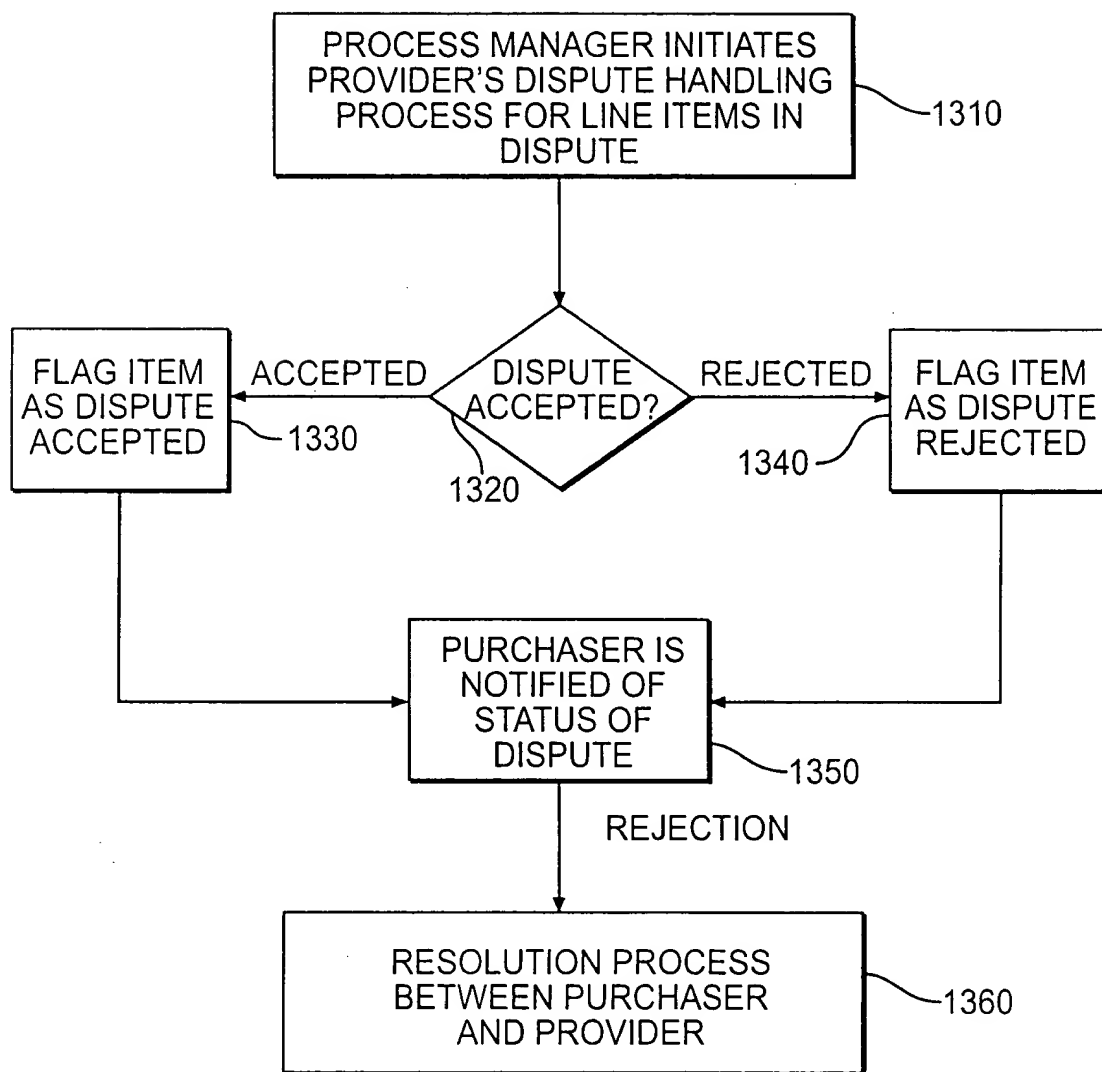 PROCESS MANAGER INITIATES
PROVIDER'S DISPUTE HANDLING
PROCESS FOR LINE ITEMS IN
DISPUTE
1310
DISPUTE
ACCEPTED?
1320
ACCEPTED
REJECTED
FLAG ITEM
AS DISPUTE
ACCEPTED
1330
FLAG ITEM
AS DISPUTE
REJECTED
1340
PURCHASER IS
NOTIFIED OF
STATUS OF
DISPUTE
1350
REJECTION
RESOLUTION PROCESS
BETWEEN PURCHASER
AND PROVIDER
1360